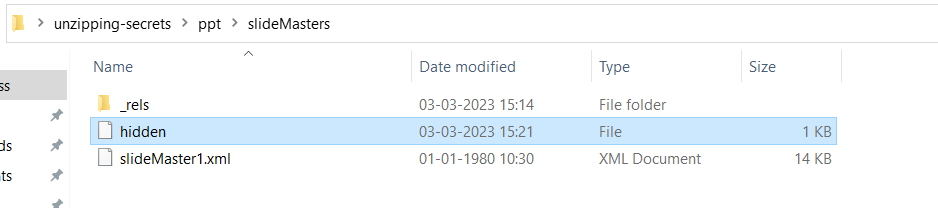 unzipping-secrets > ppt > slideMasters
Name Date modified Type Size
ss
_rels 03-03-2023 15:14 File folder
hidden 03-03-2023 15:21 File 1 KB
ds
slideMaster1.xml 01-01-1980 10:30 XML Document 14 KB
nts